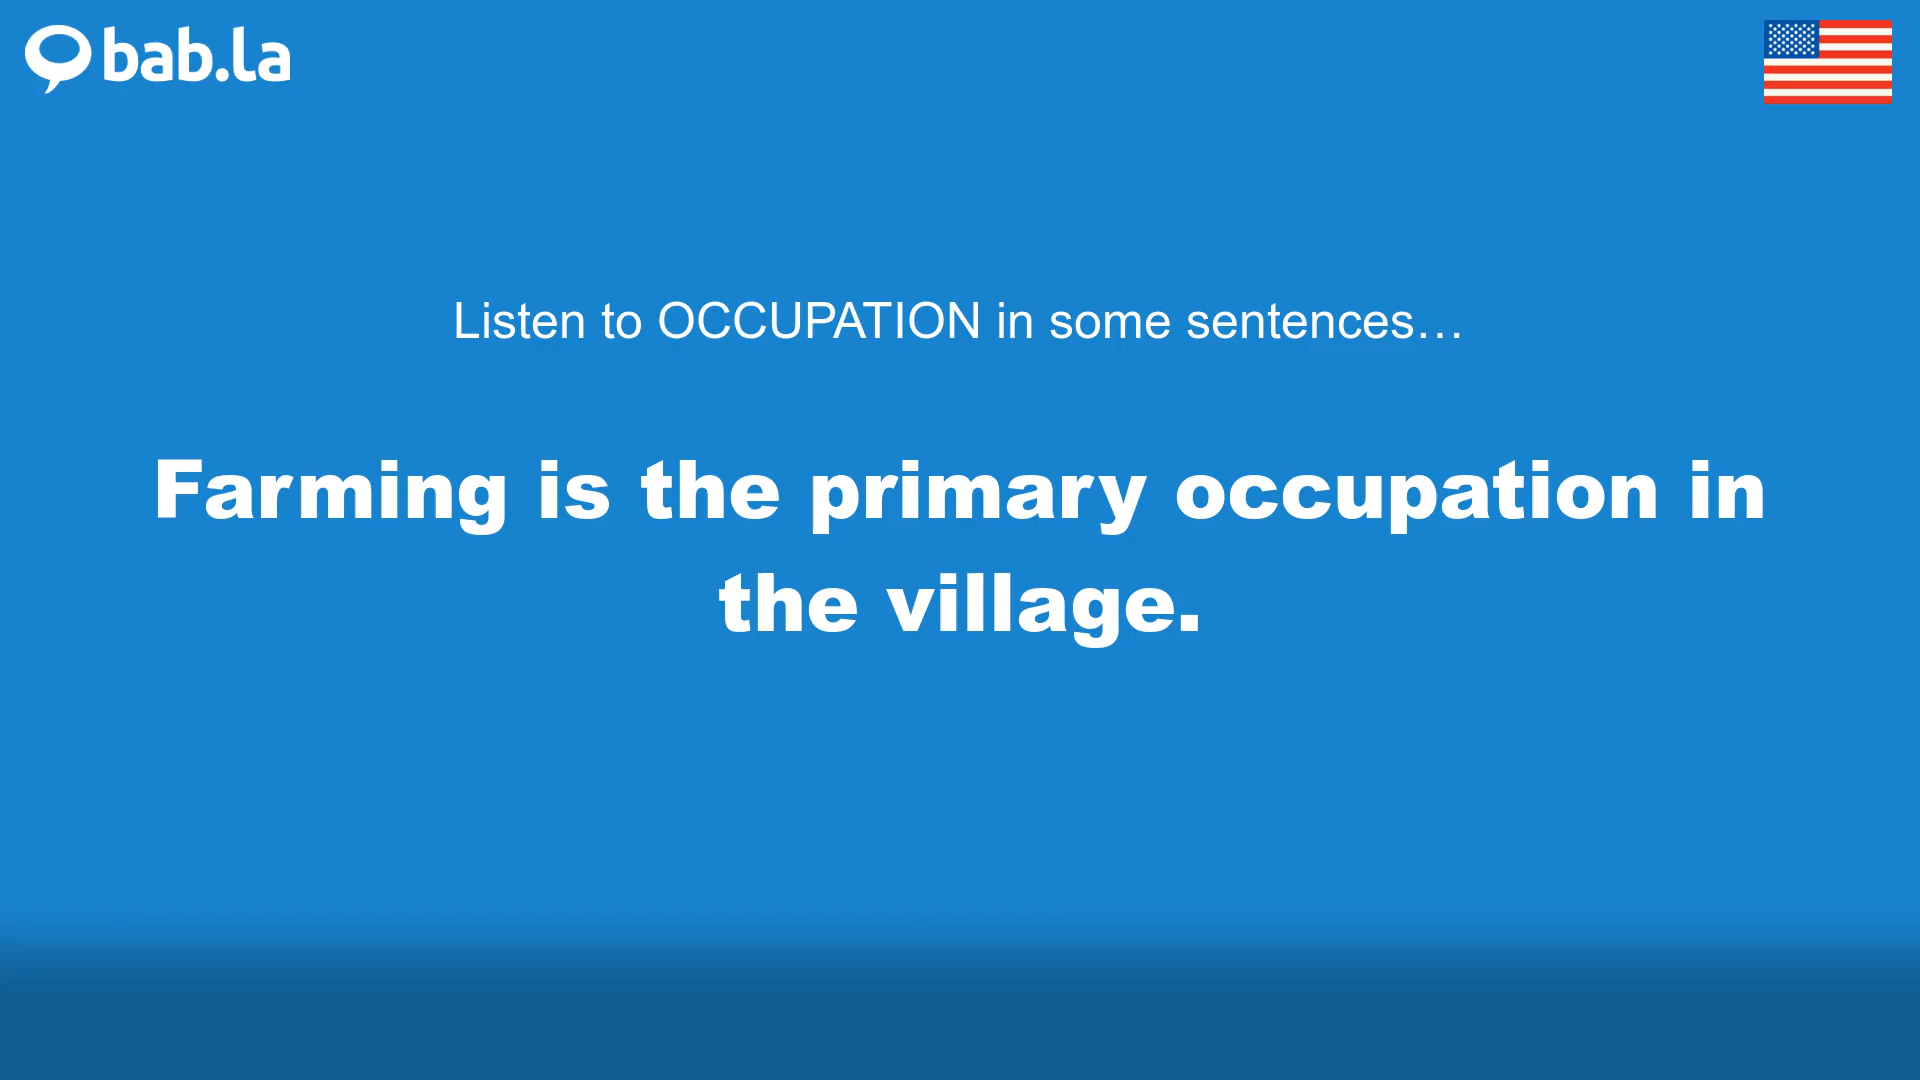 bab.la
Listen to OCCUPATION in some sentences…
Farming is the primary occupation in
the village.